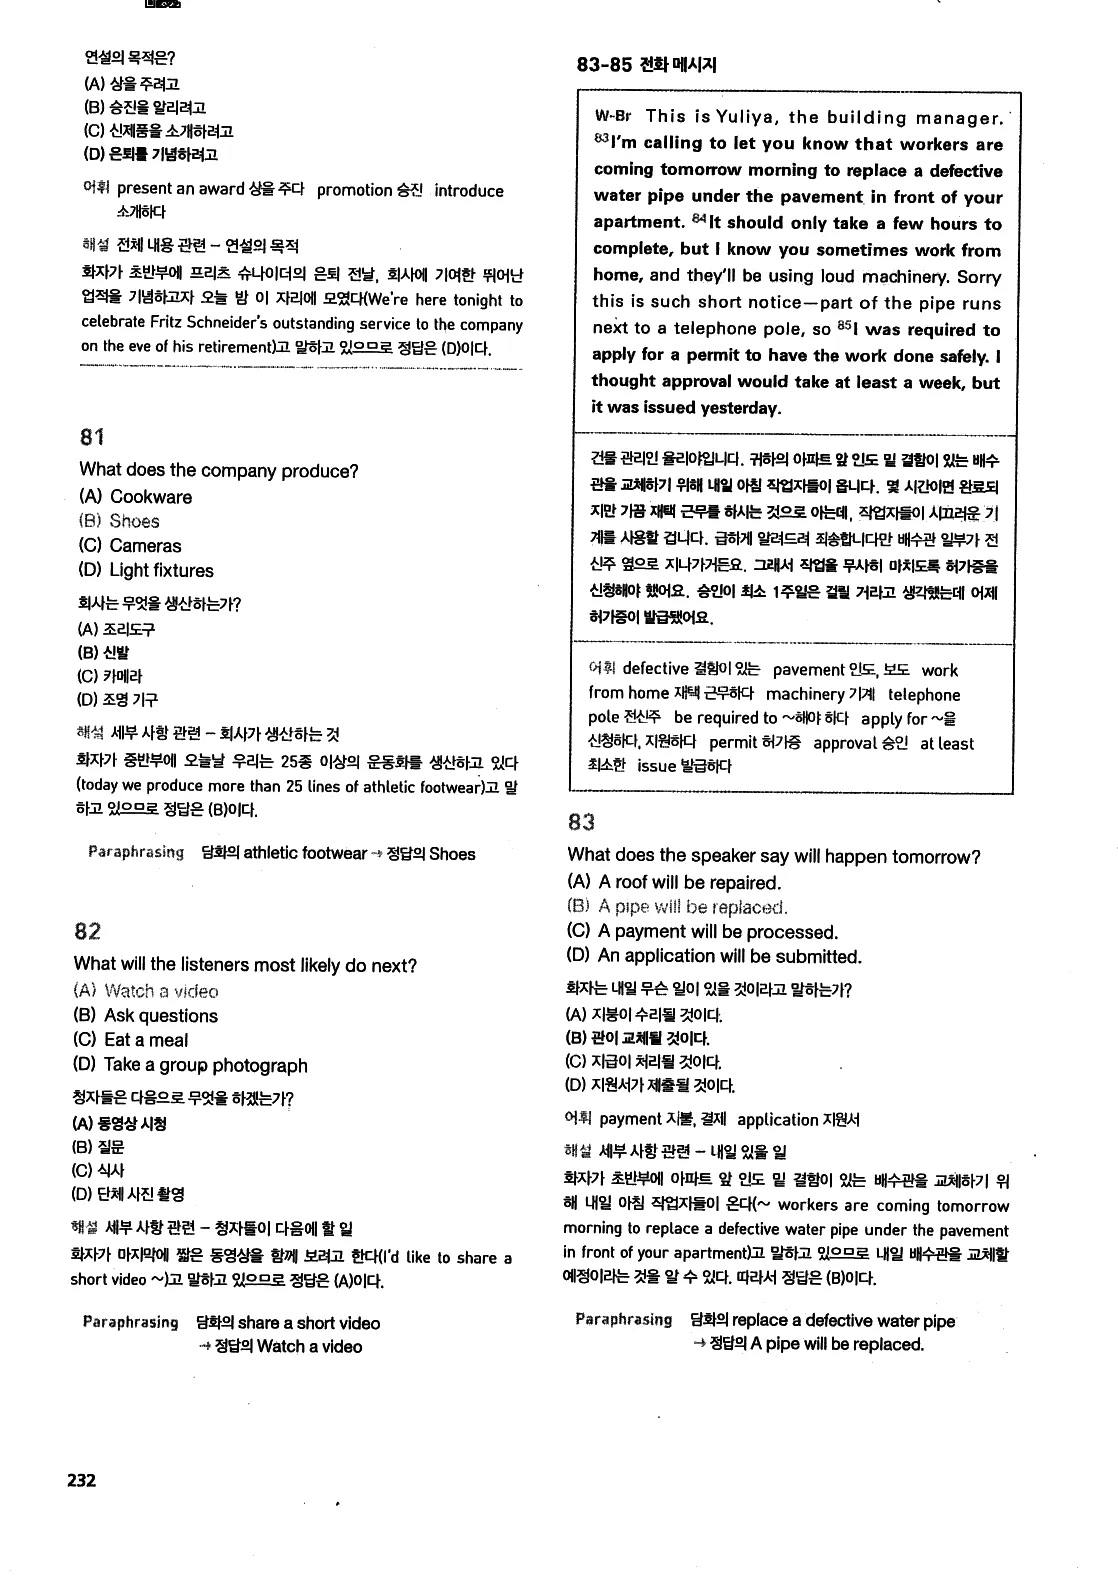 연설의 목적은?
(A) 상을 주려고
(B) 승진을 알리려고
(C) 신제품을 소개하려고
(D) 은퇴를 기념하려고
어휘 present an award 상을 주다 promotion 승진 introduce
소개하다
해설 전체 내용 관련 – 연설의 목적
화자가 초반부에 프리츠 슈나이더의 은퇴 전날, 회사에 기여한 뛰어난
업적을 기념하고자 오늘 밤 이 자리에 모였다(We're here tonight to
celebrate Fritz Schneider's outstanding service to the company
on the eve of his retirement)고 말하고 있으므로 정답은 (D)이다.
81
What does the company produce?
(A) Cookware
(B) Shoes
(C) Cameras
(D) Light fixtures
회사는 무엇을 생산하는가?
(A) 조리도구
(B) 신발
(C) 카메라
(D) 조명 기구
해설 세부 사항 관련 – 회사가 생산하는 것
화자가 중반부에 오늘날 우리는 25종 이상의 운동화를 생산하고 있다
(today we produce more than 25 lines of athletic footwear)고 말
하고 있으므로 정답은 (B)이다.
Paraphrasing 담화의 athletic footwear → 정답의 Shoes
82
What will the listeners most likely do next?
(A) Watch a video
(B) Ask questions
(C) Eat a meal
(D) Take a group photograph
청자들은 다음으로 무엇을 하겠는가?
(A) 동영상 시청
(B) 질문
(C) 식사
(D) 단체 사진 촬영
해설 세부 사항 관련 – 청자들이 다음에 할 일
화자가 마지막에 짧은 동영상을 함께 보려고 한다(I'd like to share a
short video ~)고 말하고 있으므로 정답은 (A)이다.
Paraphrasing 담화의 share a short video
→ 정답의 Watch a video
232
83-85 전화 메시지
W-Br This is Yuliya, the building manager.
83I'm calling to let you know that workers are
coming tomorrow morning to replace a defective
water pipe under the pavement in front of your
apartment. 84It should only take a few hours to
complete, but I know you sometimes work from
home, and they'll be using loud machinery. Sorry
this is such short notice—part of the pipe runs
next to a telephone pole, so 85I was required to
apply for a permit to have the work done safely. I
thought approval would take at least a week, but
it was issued yesterday.
건물 관리인 율리아입니다. 귀하의 아파트 앞 인도 밑 결함이 있는 배수
관을 교체하기 위해 내일 아침 작업자들이 옵니다. 몇 시간이면 완료되
지만 가끔 재택 근무를 하시는 것으로 아는데, 작업자들이 시끄러운 기
계를 사용할 겁니다. 급하게 알려드려 죄송합니다만 배수관 일부가 전
신주 옆으로 지나가거든요. 그래서 작업을 무사히 마치도록 허가증을
신청해야 했어요. 승인이 최소 1주일은 걸릴 거라고 생각했는데 어제
허가증이 발급됐어요.
어휘 defective 결함이 있는 pavement 인도, 보도 work
from home 재택 근무하다 machinery 기계 telephone
pole 전신주 be required to ~해야 하다 apply for ~을
신청하다, 지원하다 permit 허가증 approval 승인 at least
최소한 issue 발급하다
83
What does the speaker say will happen tomorrow?
(A) A roof will be repaired.
(B) A pipe will be replaced.
(C) A payment will be processed.
(D) An application will be submitted.
화자는 내일 무슨 일이 있을 것이라고 말하는가?
(A) 지붕이 수리될 것이다.
(B) 관이 교체될 것이다.
(C) 지급이 처리될 것이다.
(D) 지원서가 제출될 것이다.
어휘 payment 지불, 결제 application 지원서
해설 세부 사항 관련 – 내일 있을 일
화자가 초반부에 아파트 앞 인도 밑 결함이 있는 배수관을 교체하기 위
해 내일 아침 작업자들이 온다(~ workers are coming tomorrow
morning to replace a defective water pipe under the pavement
in front of your apartment)고 말하고 있으므로 내일 배수관을 교체할
예정이라는 것을 알 수 있다. 따라서 정답은 (B)이다.
Paraphrasing 담화의 replace a defective water pipe
→ 정답의 A pipe will be replaced.